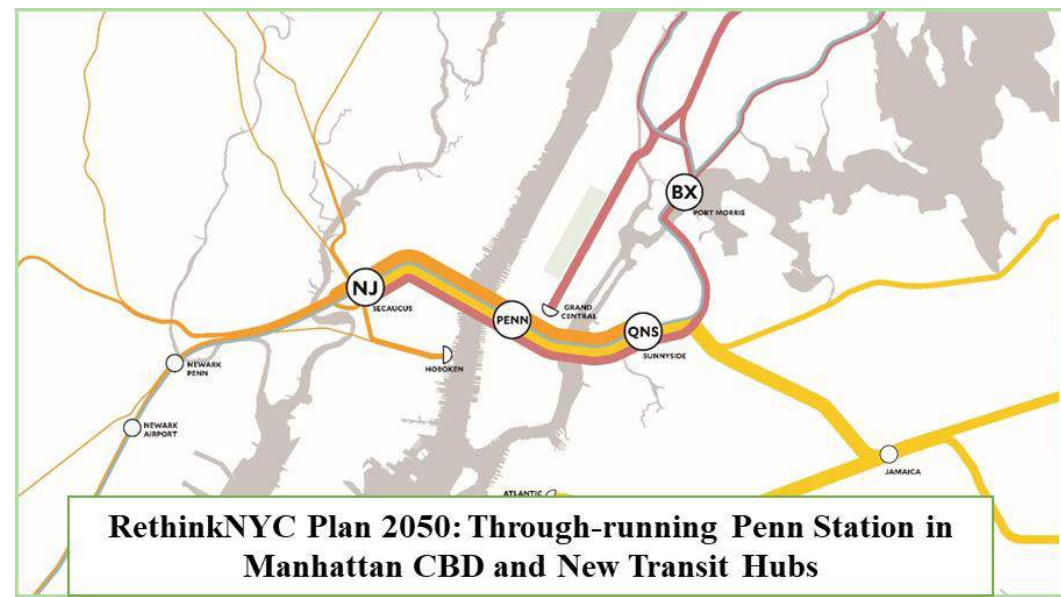 BX
PORT MORRIS
NJ
SECAUCUS
GRAND
CENTRAL
PENN
QNS
SUNNYSIDE
HOBOKEN
NEWARK
PENN
NEWARK
AIRPORT
JAMAICA
ATLANTIC
RethinkNYC Plan 2050: Through-running Penn Station in
Manhattan CBD and New Transit Hubs